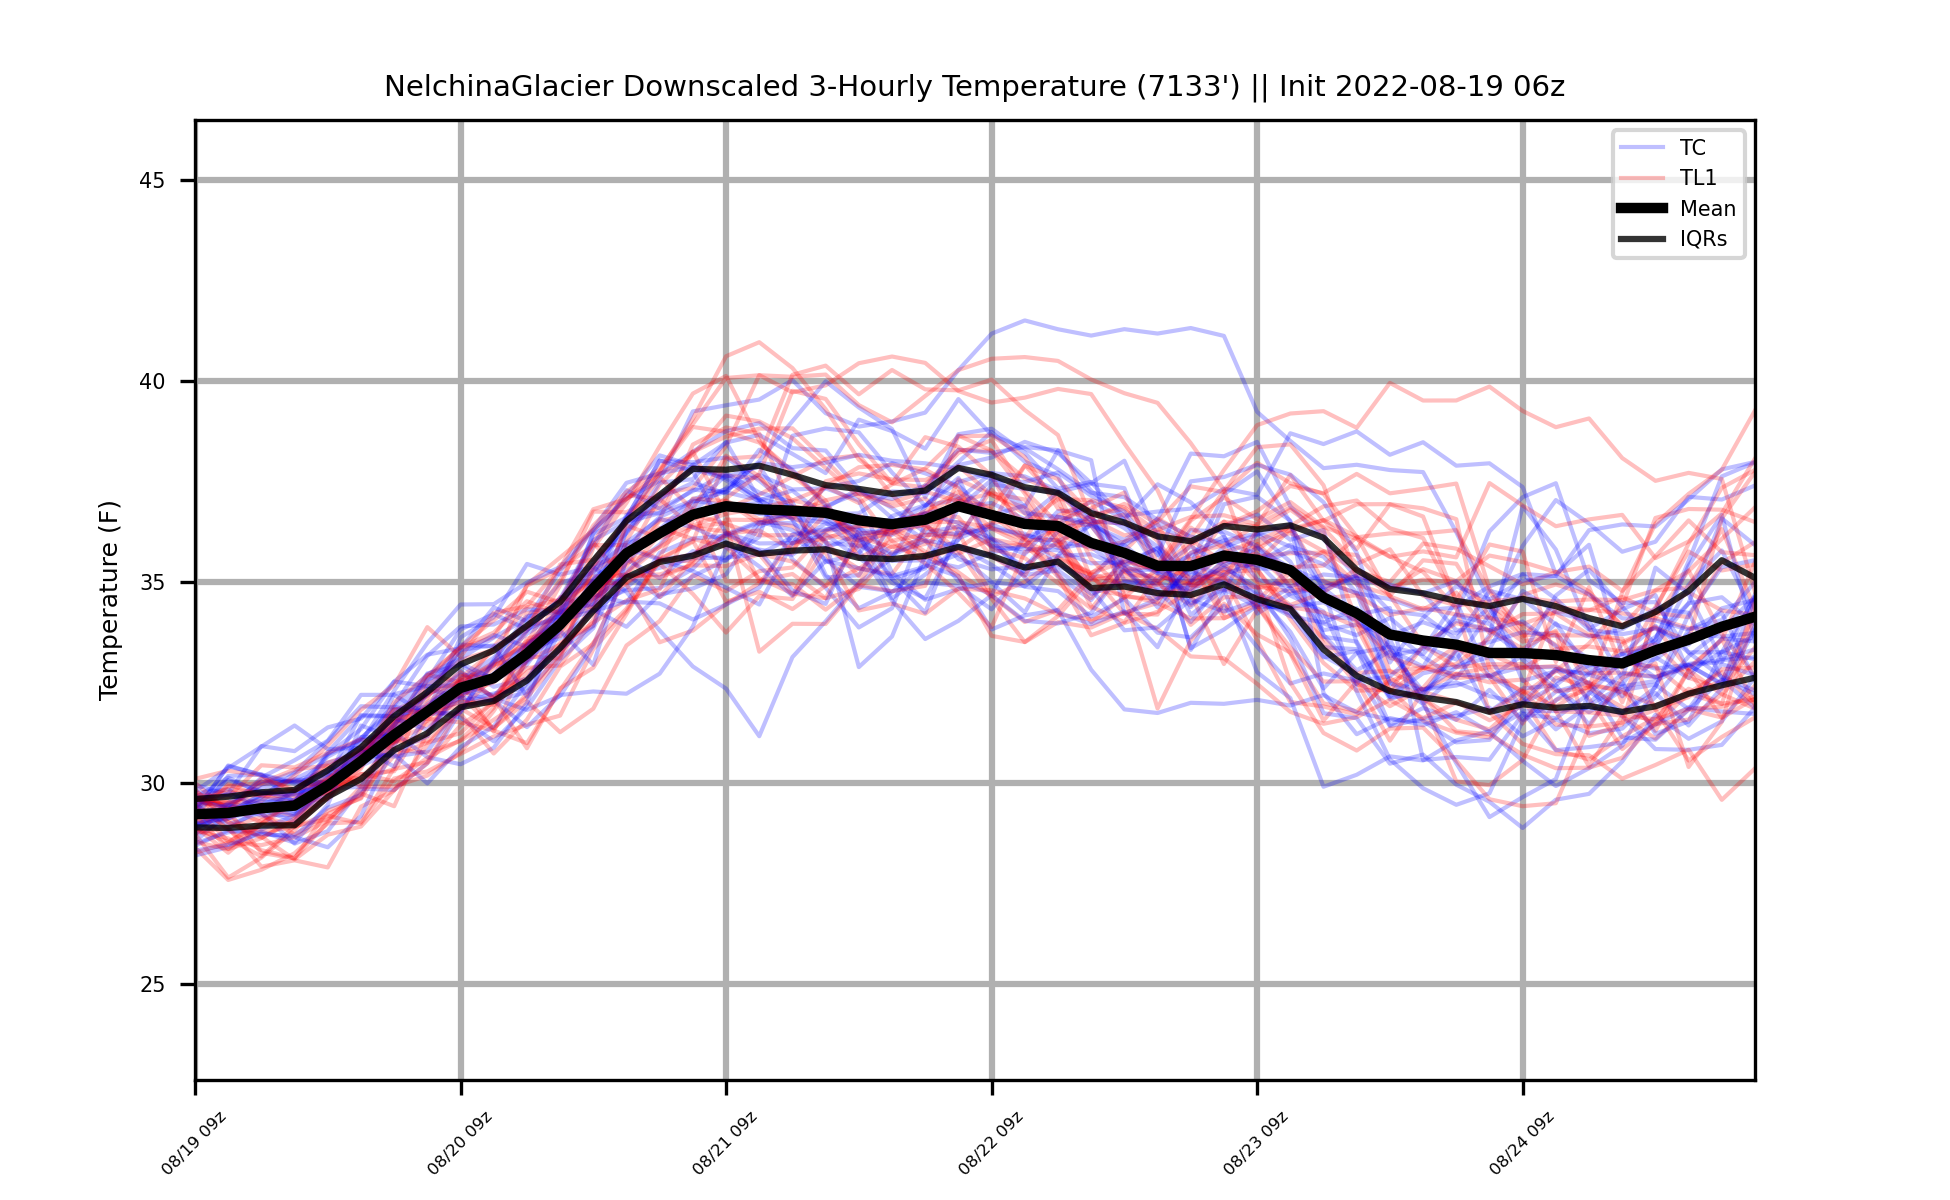 NelchinaGlacier Downscaled 3-Hourly Temperature (7133') || Init 2022-08-19 06z
TC
TL1
Mean
IQRs
Temperature (F)
45
40
35
30
25
08/19 09z
08/20 09z
08/21 09z
08/22 09z
08/23 09z
08/24 09z